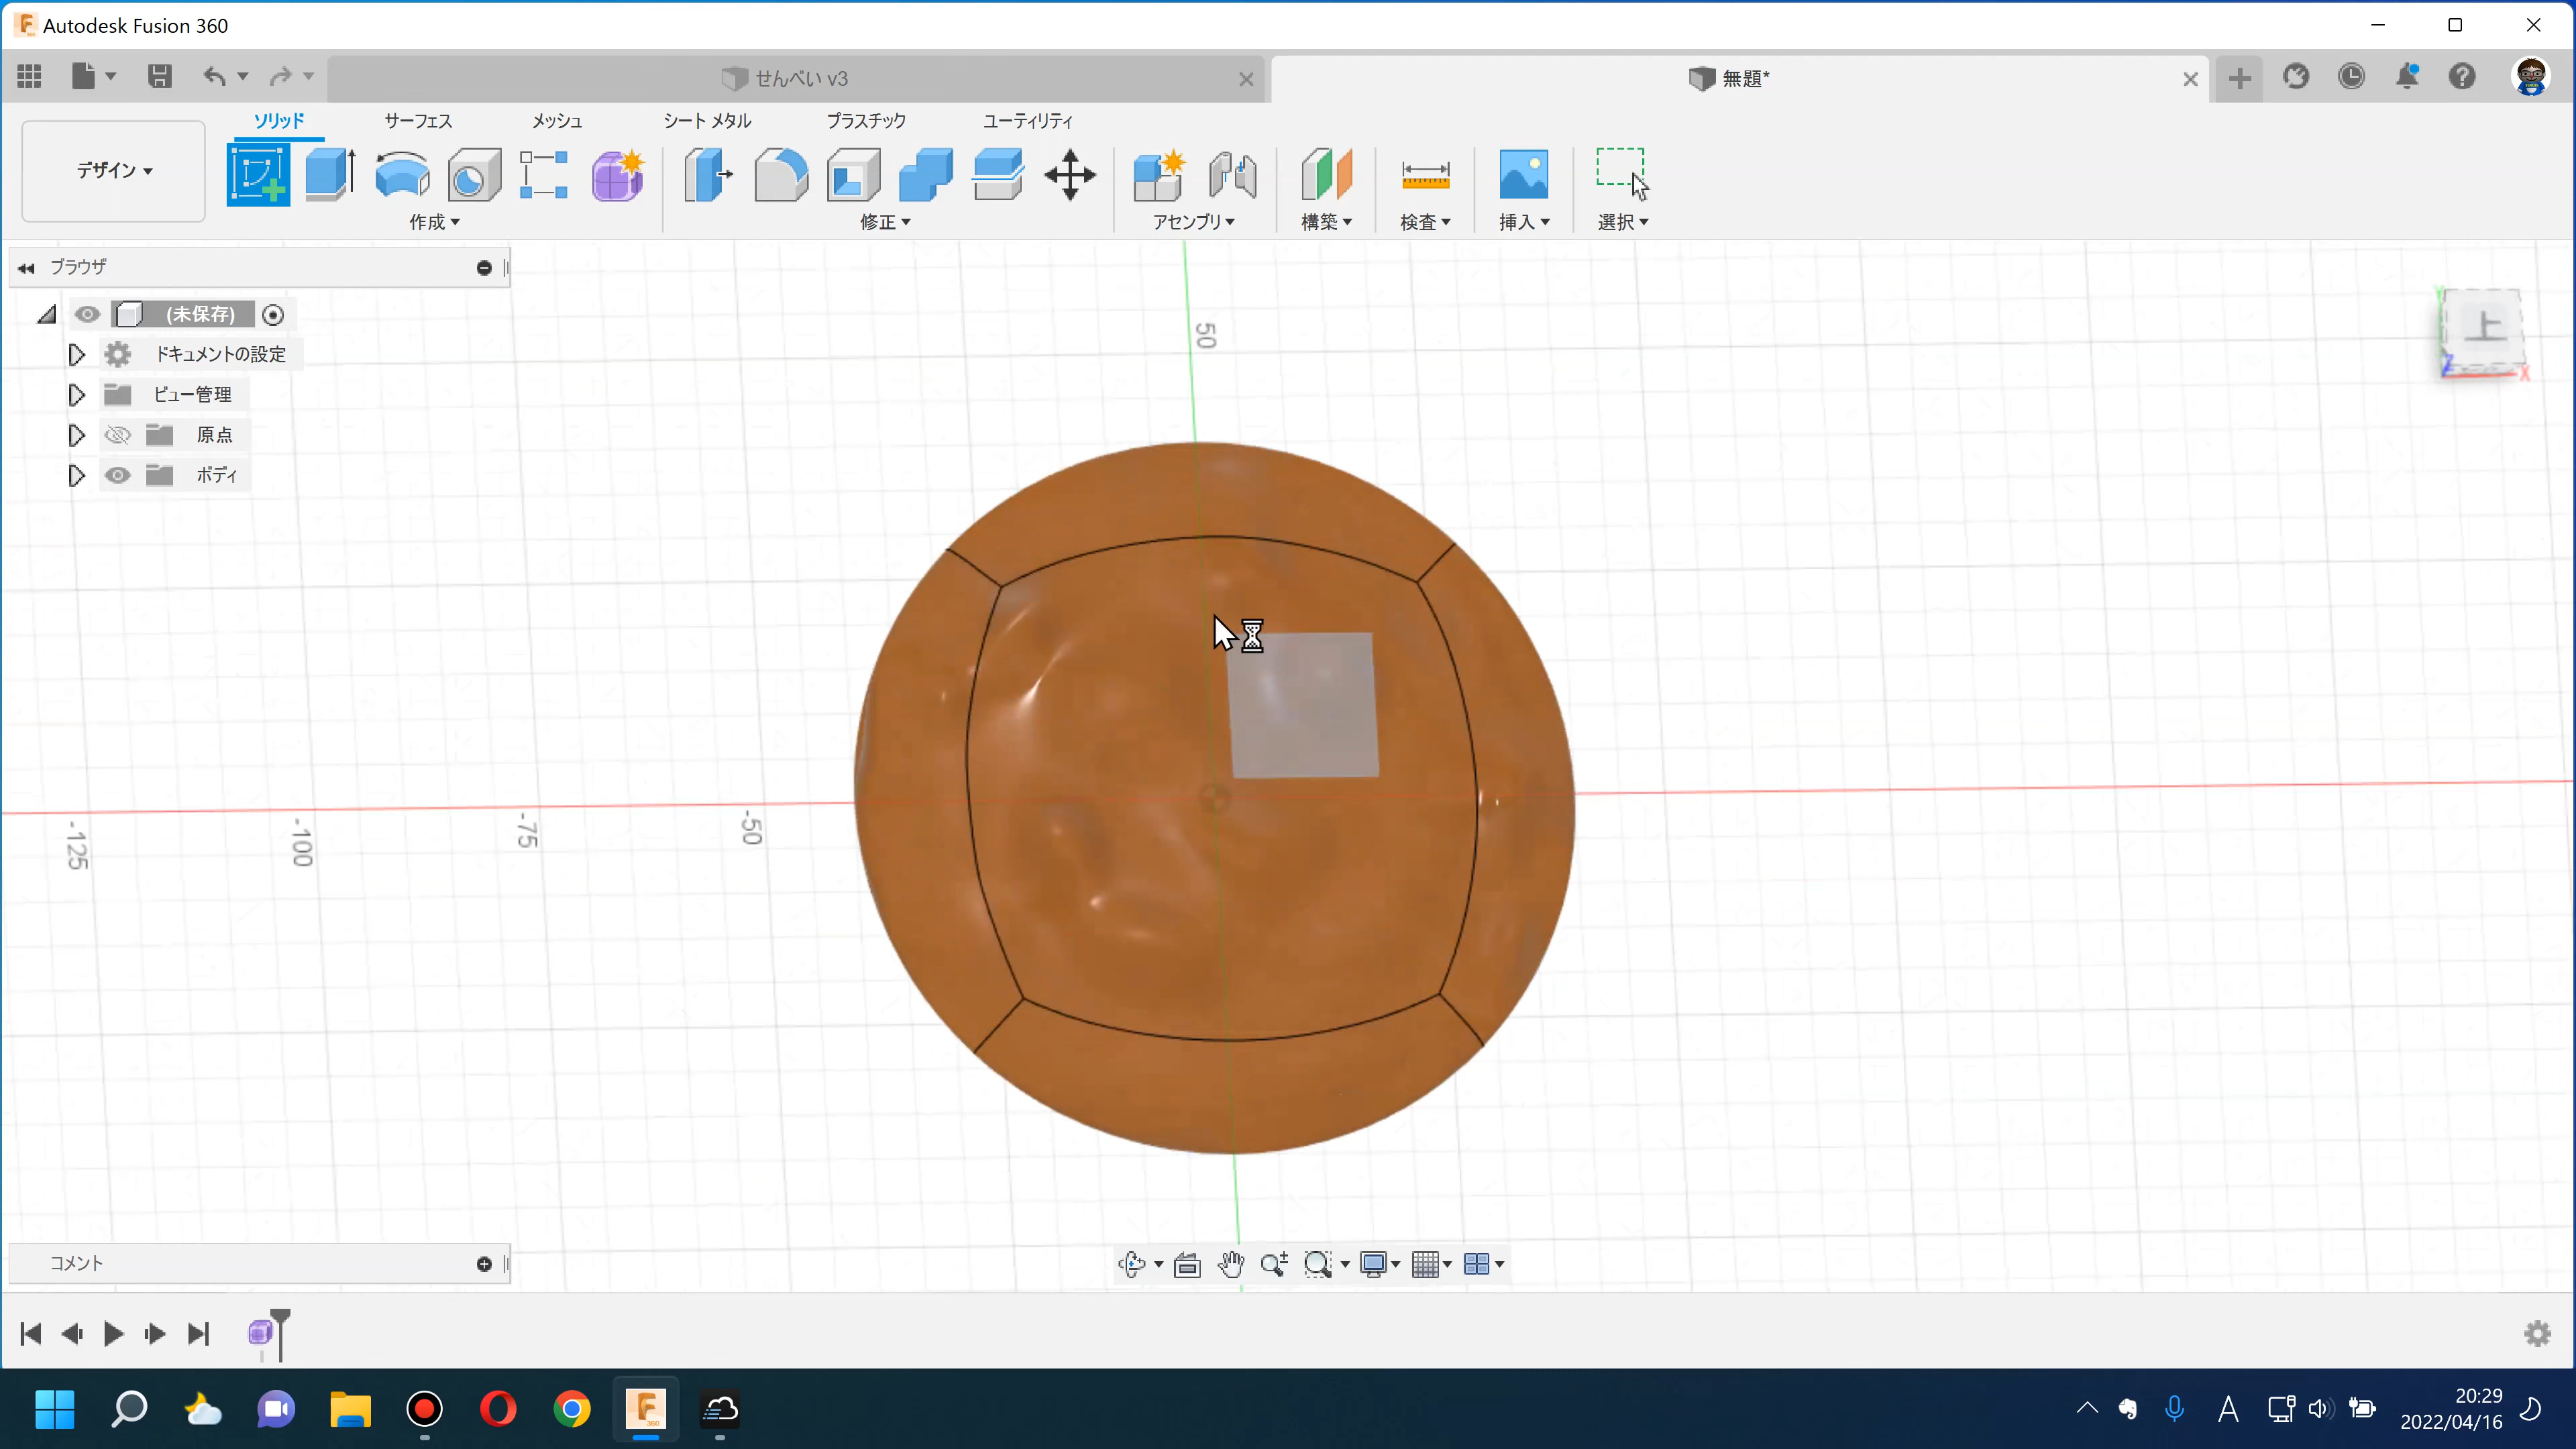 Autodesk Fusion 360
せんべい v3
無題*
ソリッド
サーフェス
メッシュ
シート メタル
プラスチック
ユーティリティ
デザイン
作成
修正
アセンブリ
構築
検査
挿入
選択
ブラウザ
(未保存)
ドキュメントの設定
ビュー管理
原点
ボディ
50
-125
-100
-75
-50
上
Y
Z
X
コメント
360
A
20:29
2022/04/16